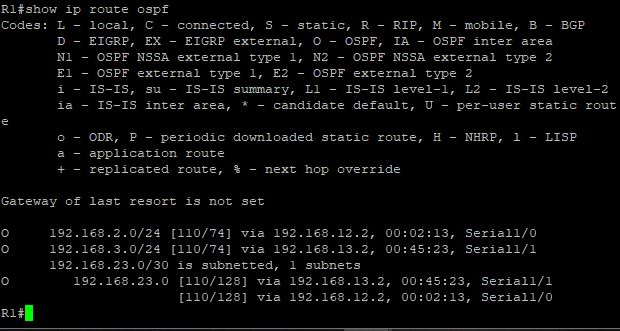 R1#show ip route ospf
Codes: L - local, C - connected, S - static, R - RIP, M - mobile, B - BGP
       D - EIGRP, EX - EIGRP external, O - OSPF, IA - OSPF inter area
       N1 - OSPF NSSA external type 1, N2 - OSPF NSSA external type 2
       E1 - OSPF external type 1, E2 - OSPF external type 2
       i - IS-IS, su - IS-IS summary, L1 - IS-IS level-1, L2 - IS-IS level-2
       ia - IS-IS inter area, * - candidate default, U - per-user static rout
e
       o - ODR, P - periodic downloaded static route, H - NHRP, l - LISP
       a - application route
       + - replicated route, % - next hop override
Gateway of last resort is not set
O     192.168.2.0/24 [110/74] via 192.168.12.2, 00:02:13, Serial1/0
O     192.168.3.0/24 [110/74] via 192.168.13.2, 00:45:23, Serial1/1
      192.168.23.0/30 is subnetted, 1 subnets
O        192.168.23.0 [110/128] via 192.168.13.2, 00:45:23, Serial1/1
                      [110/128] via 192.168.12.2, 00:02:13, Serial1/0
R1#